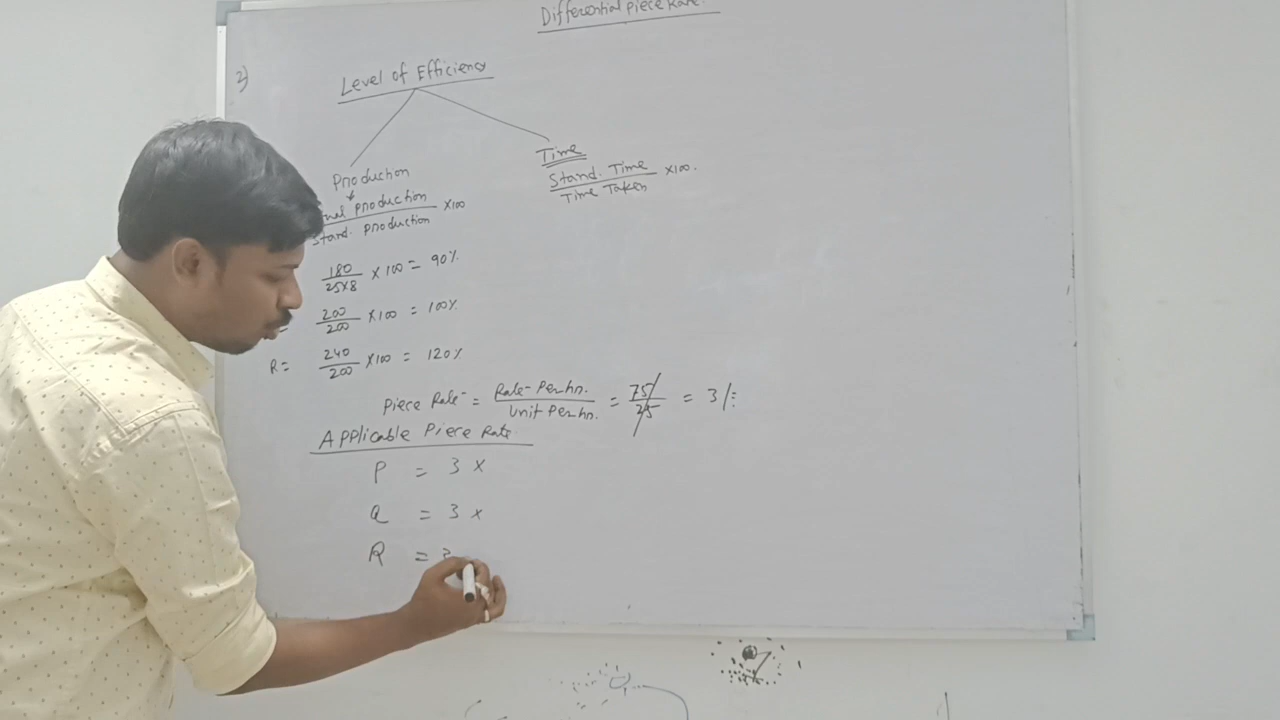 Differential Piece Rate
2)
Level of Efficiency
Production
Time
Stand. Time
Time Taken
X100.
production
Stand. production
X100
180
25X8
X 100 = 90%
200
200
X100 = 100%
R =
240
200
X100 = 120%
Piece Rate =
Rate Per hr.
Unit Per hr.
=
75/
25
= 3/=
Applicable Piece Rate
P = 3 X
Q = 3 X
R =